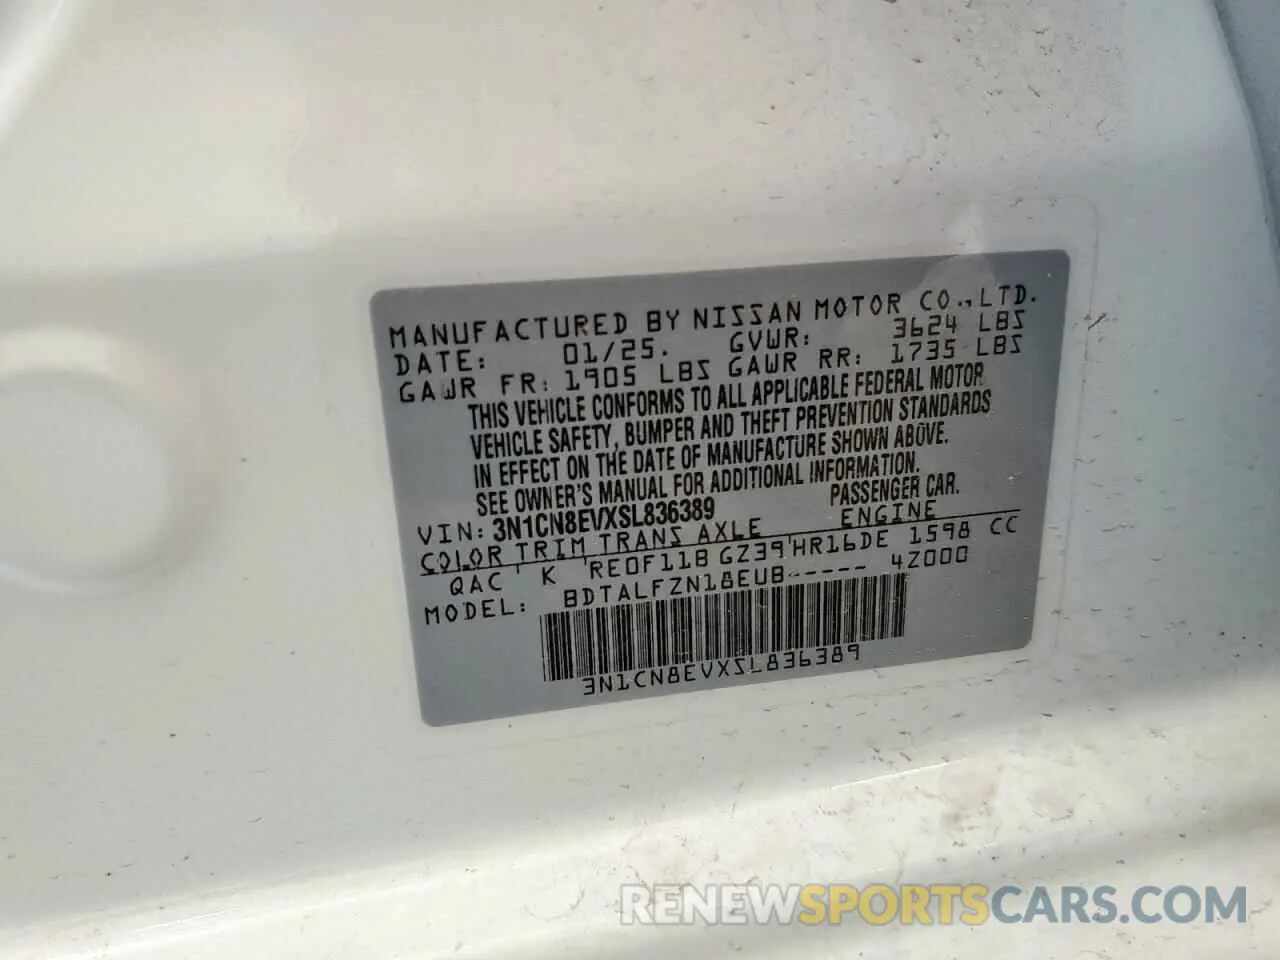 MANUFACTURED BY NISSAN MOTOR CO.,LTD.
DATE: 01/25. GVWR: 3624 LBS
GAWR FR: 1905 LBS GAWR RR: 1735 LBS
THIS VEHICLE CONFORMS TO ALL APPLICABLE FEDERAL MOTOR
VEHICLE SAFETY, BUMPER AND THEFT PREVENTION STANDARDS
IN EFFECT ON THE DATE OF MANUFACTURE SHOWN ABOVE.
SEE OWNER'S MANUAL FOR ADDITIONAL INFORMATION.
VIN: 3N1CN8EVXSL836389 PASSENGER CAR.
COLOR TRIM TRANS AXLE ENGINE
QAC K RE0F11B GZ39 HR16DE 1598 CC
MODEL: BDTALFZN18EUB----- 4Z000
3N1CN8EVXSL836389
RENEWSPORTSCARS.COM